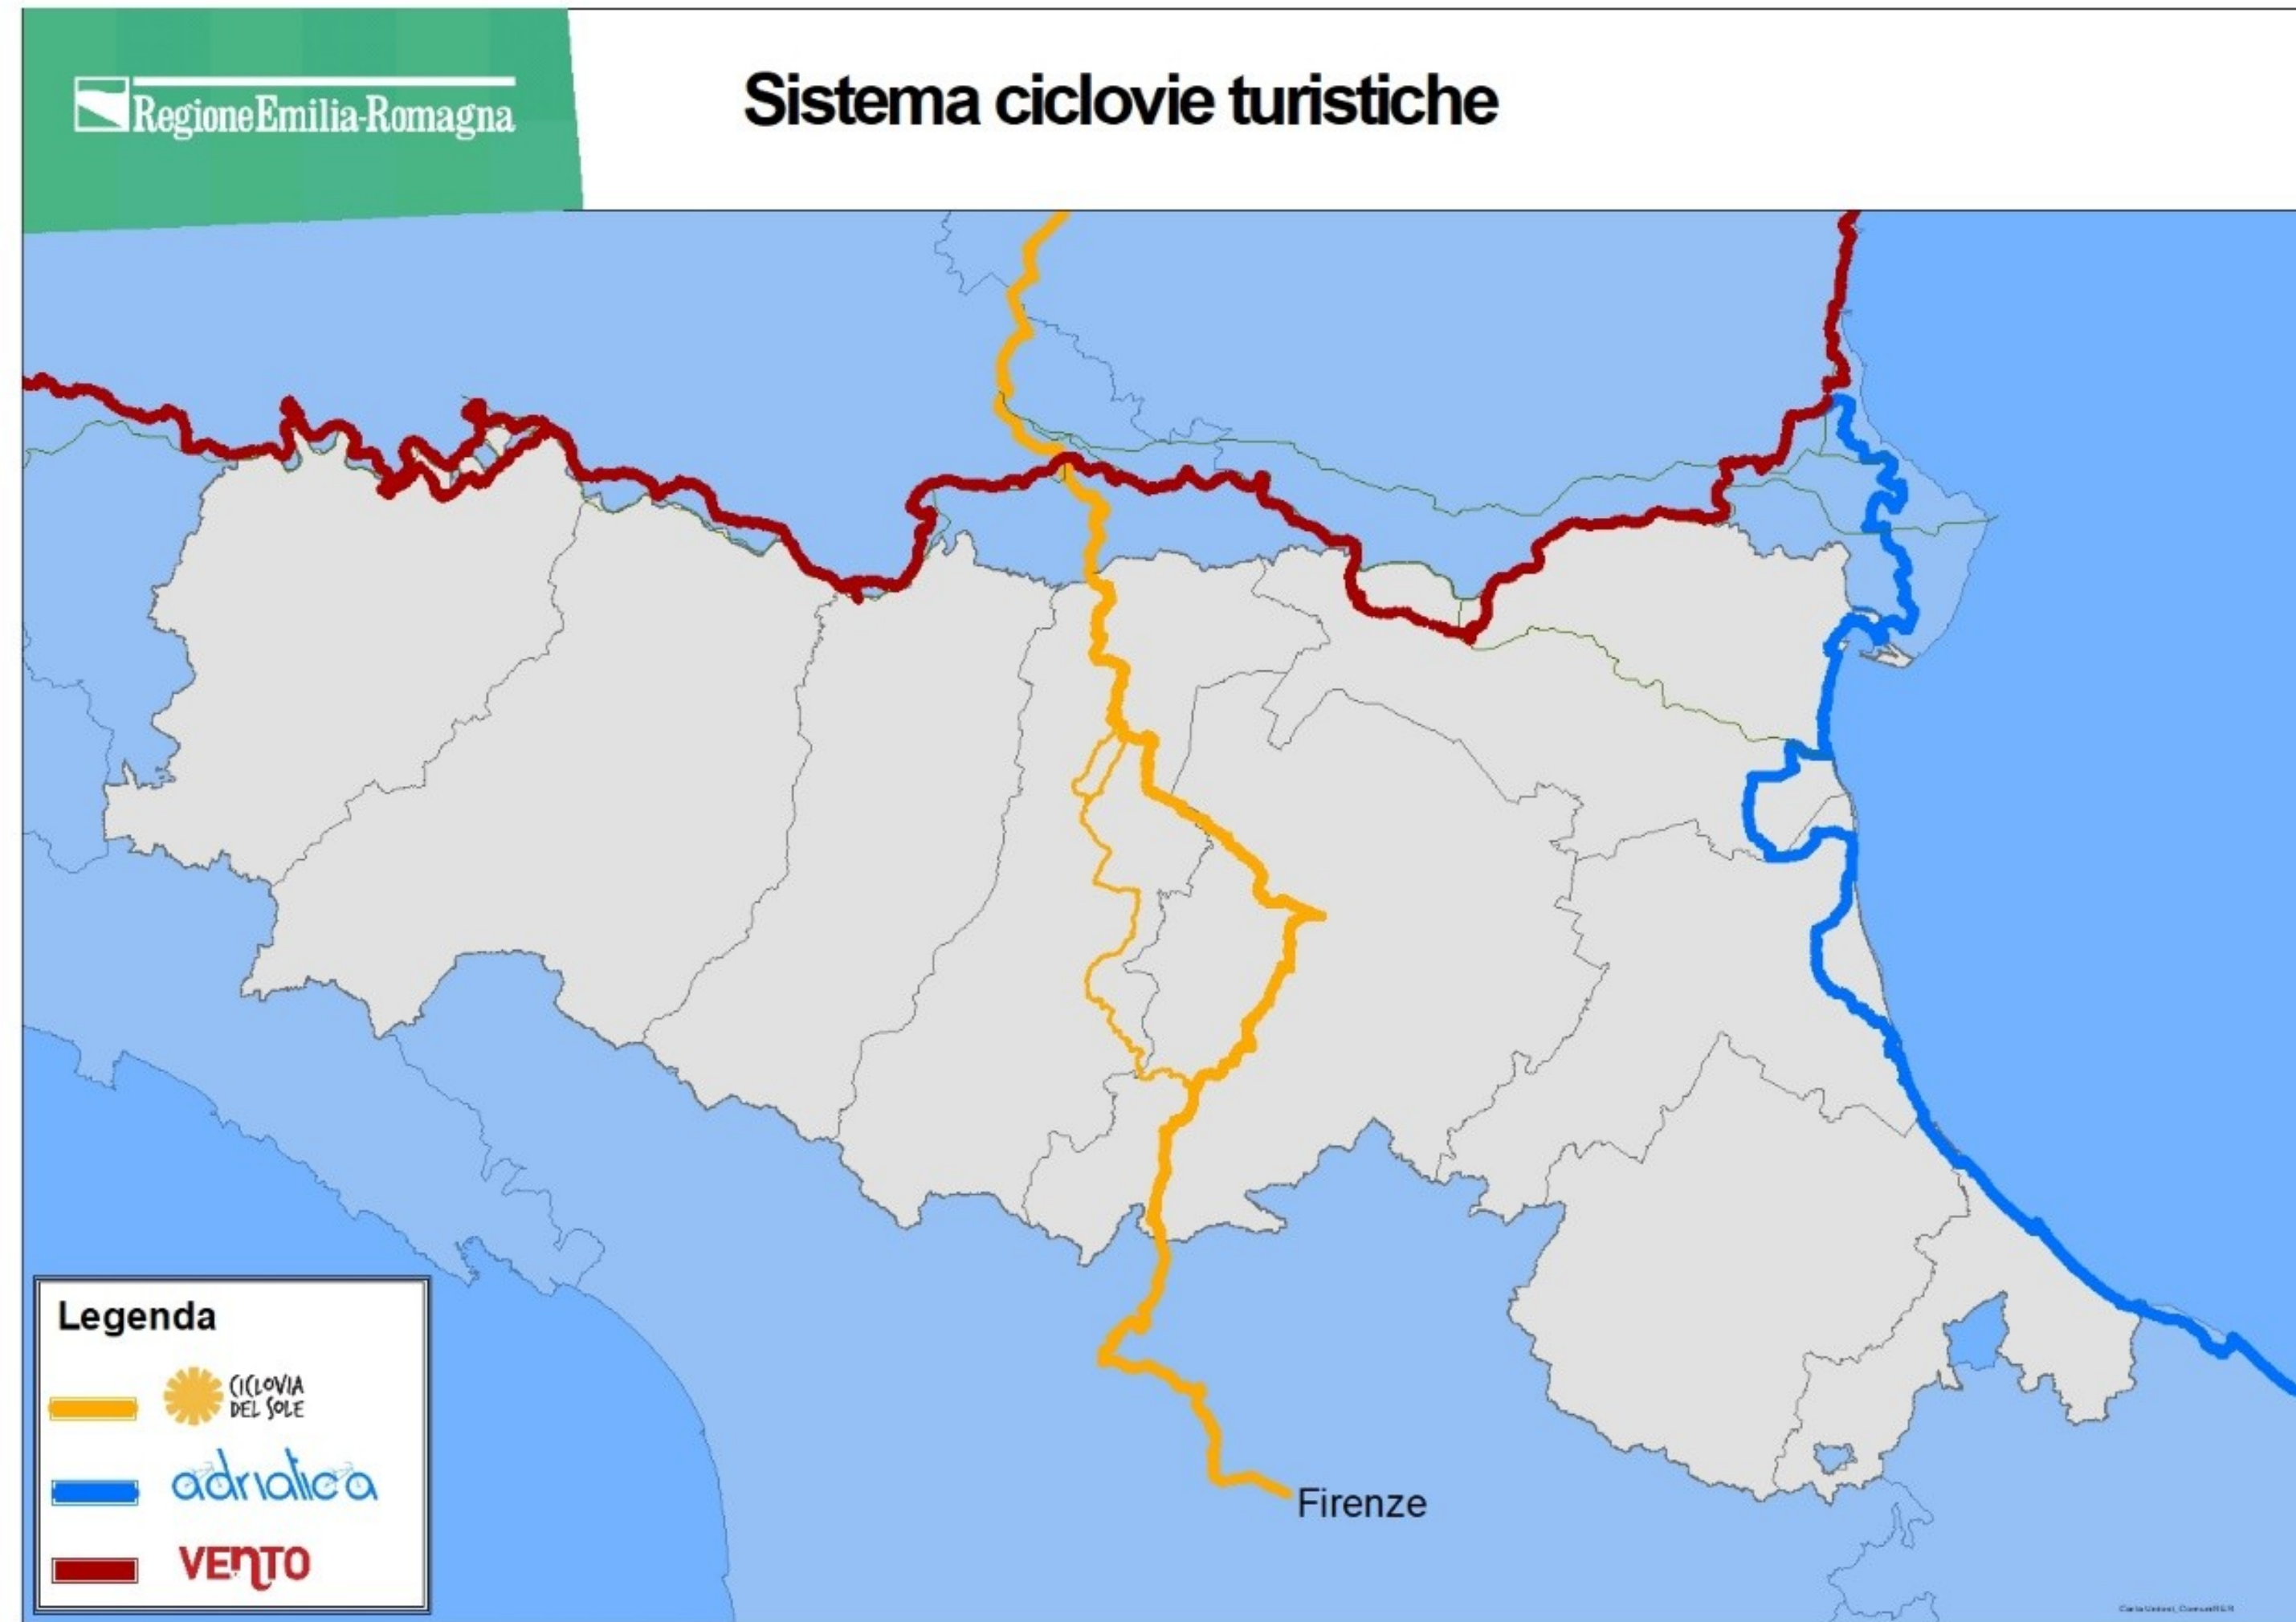 RegioneEmilia-Romagna
Sistema ciclovie turistiche
Firenze
Legenda
CICLOVIA
DEL SOLE
adriatica
VENTO